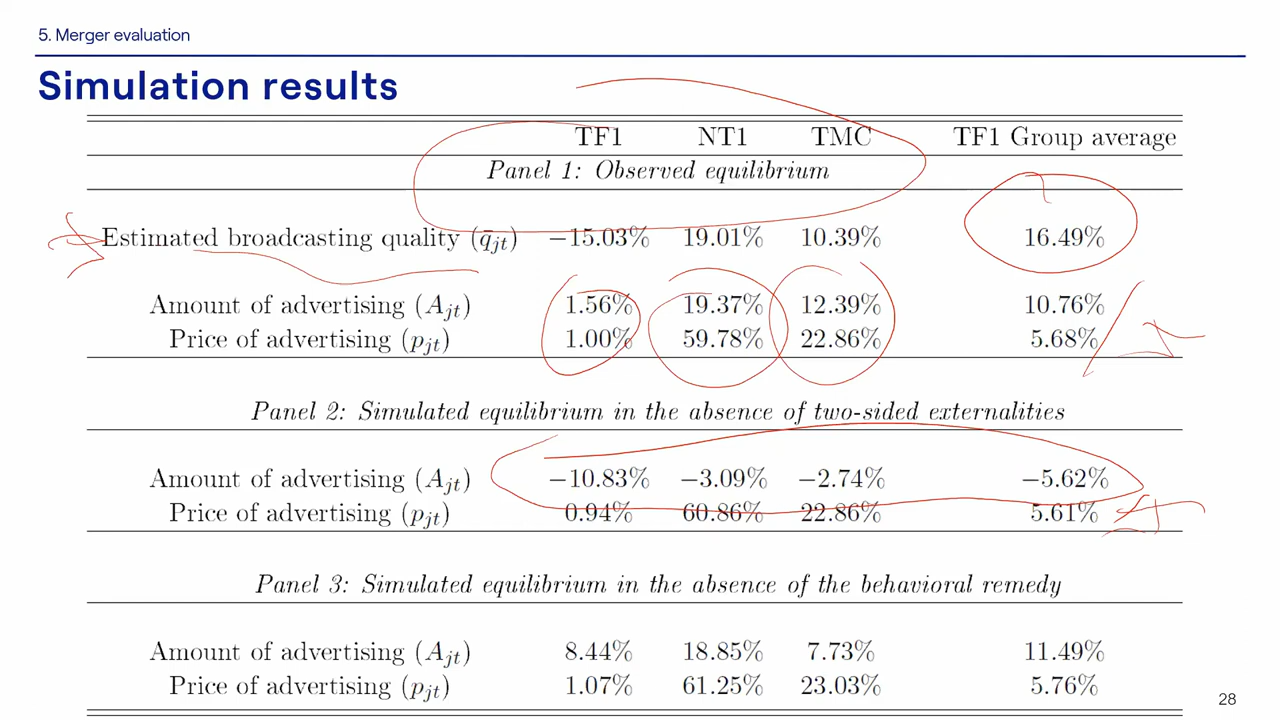 5. Merger evaluation
Simulation results
TF1 NT1 TMC TF1 Group average
Panel 1: Observed equilibrium
Estimated broadcasting quality (q̄jt) −15.03% 19.01% 10.39% 16.49%
Amount of advertising (Ajt) 1.56% 19.37% 12.39% 10.76%
Price of advertising (pjt) 1.00% 59.78% 22.86% 5.68%
Panel 2: Simulated equilibrium in the absence of two-sided externalities
Amount of advertising (Ajt) −10.83% −3.09% −2.74% −5.62%
Price of advertising (pjt) 0.94% 60.86% 22.86% 5.61%
Panel 3: Simulated equilibrium in the absence of the behavioral remedy
Amount of advertising (Ajt) 8.44% 18.85% 7.73% 11.49%
Price of advertising (pjt) 1.07% 61.25% 23.03% 5.76%
28